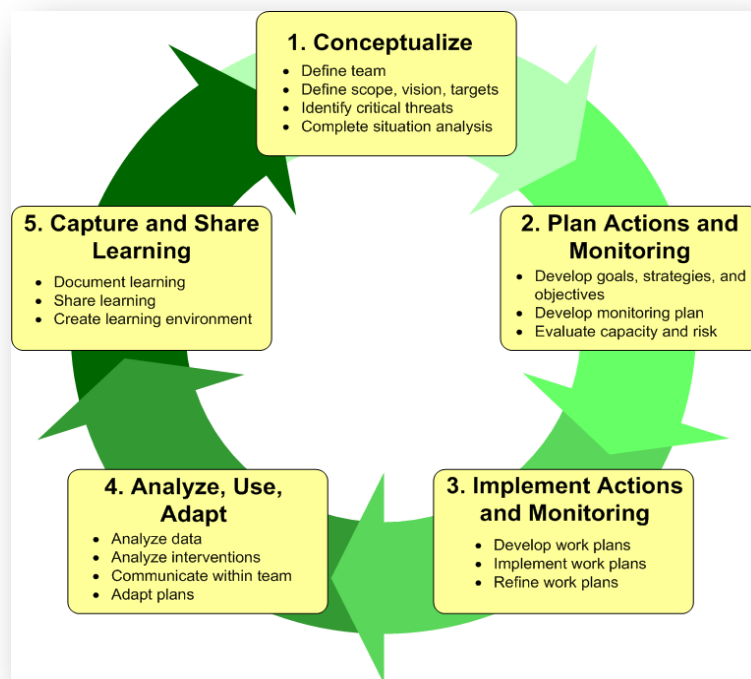 1. Conceptualize
• Define team
• Define scope, vision, targets
• Identify critical threats
• Complete situation analysis
2. Plan Actions and
Monitoring
• Develop goals, strategies, and
objectives
• Develop monitoring plan
• Evaluate capacity and risk
3. Implement Actions
and Monitoring
• Develop work plans
• Implement work plans
• Refine work plans
4. Analyze, Use,
Adapt
• Analyze data
• Analyze interventions
• Communicate within team
• Adapt plans
5. Capture and Share
Learning
• Document learning
• Share learning
• Create learning environment